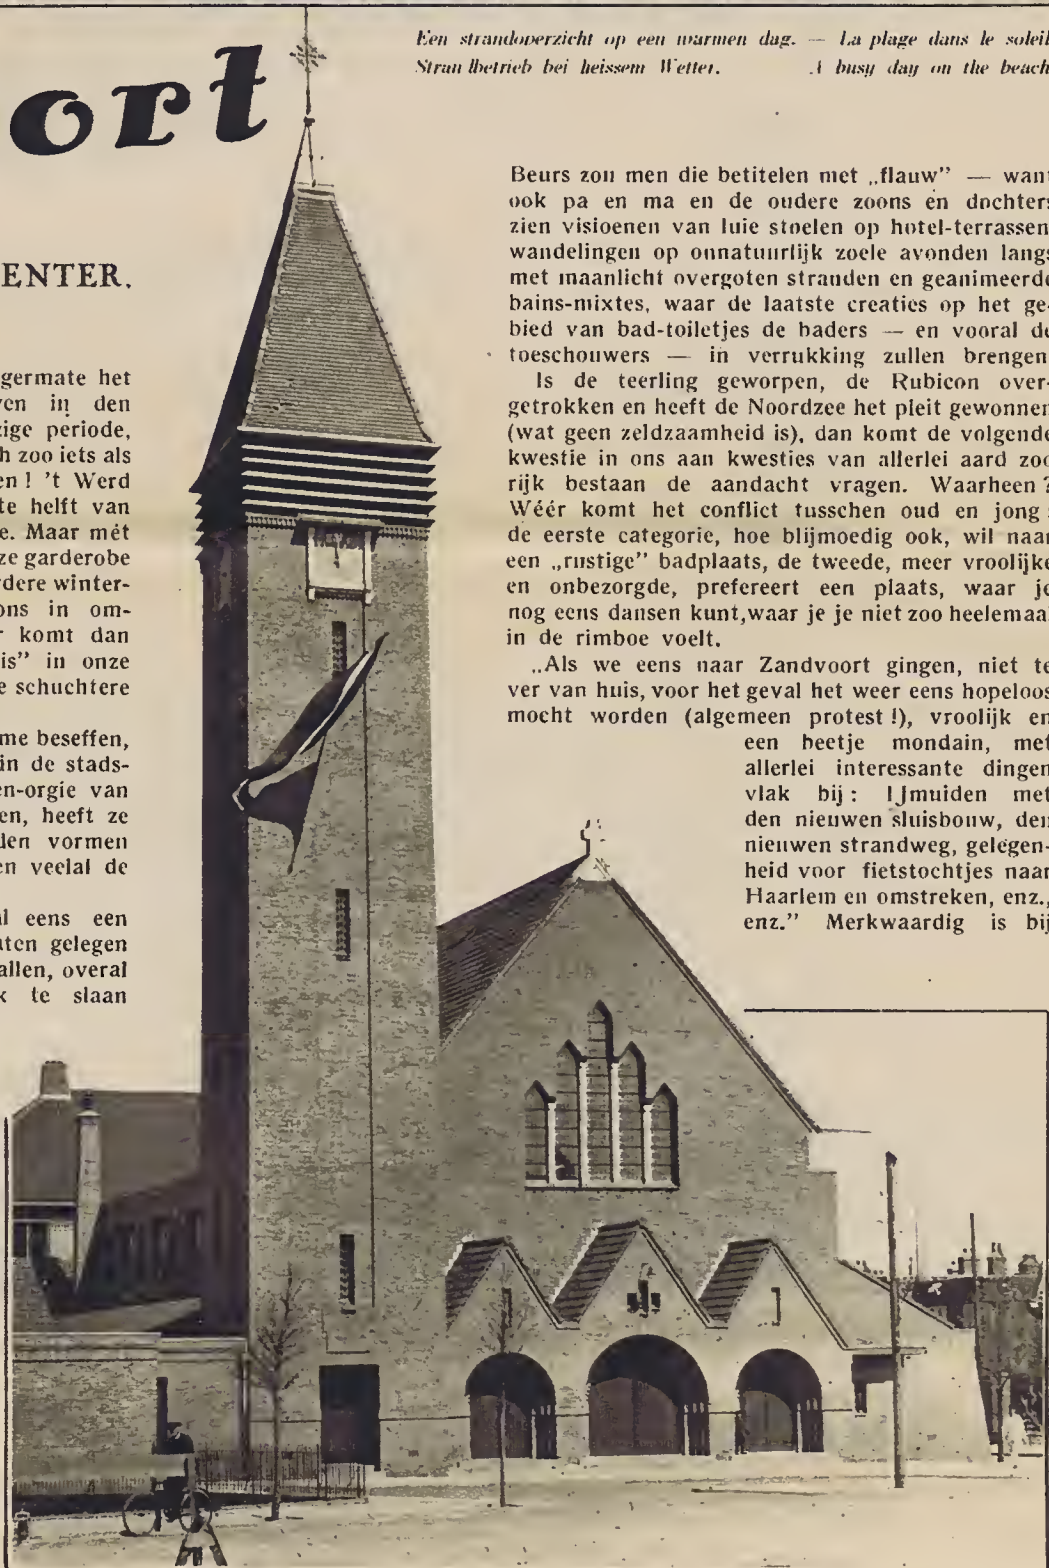 Een strandoverzicht op een warmen dag. — La plage dans le soleil
Strandbetrieb bei heissem Wetter. A busy day on the beach
ort
ENTER.
germate het
ven in den
zige periode,
h zoo iets als
en! 't Werd
te helft van
e. Maar mét
ze garderobe
rdere winter-
ons in om-
r komt dan
is” in onze
e schuchtere
me beseffen,
in de stads-
en-orgie van
en, heeft ze
den vormen
en veelal de
al eens een
aten gelegen
allen, overal
k te slaan
Beurs zou men die betitelen met „flauw” — want
ook pa en ma en de oudere zoons en dochters
zien visioenen van luie stoelen op hotel-terrassen
wandelingen op onnatuurlijk zoele avonden langs
met maanlicht overgoten stranden en geanimeerde
bains-mixtes, waar de laatste creaties op het ge-
bied van bad-toiletjes de baders — en vooral de
toeschouwers — in verrukking zullen brengen
Is de teerling geworpen, de Rubicon over-
getrokken en heeft de Noordzee het pleit gewonnen
(wat geen zeldzaamheid is), dan komt de volgende
kwestie in ons aan kwesties van allerlei aard zoo
rijk bestaan de aandacht vragen. Waarheen?
Wéér komt het conflict tusschen oud en jong:
de eerste categorie, hoe blijmoedig ook, wil naar
een „rustige” badplaats, de tweede, meer vroolijke
en onbezorgde, prefereert een plaats, waar je
nog eens dansen kunt, waar je je niet zoo heelemaal
in de rimboe voelt.
„Als we eens naar Zandvoort gingen, niet te
ver van huis, voor het geval het weer eens hopeloos
mocht worden (algemeen protest!), vroolijk en
een beetje mondain, met
allerlei interessante dingen
vlak bij: IJmuiden met
den nieuwen sluisbouw, den
nieuwen strandweg, gelegen-
heid voor fietstochtjes naar
Haarlem en omstreken, enz.,
enz.” Merkwaardig is bij